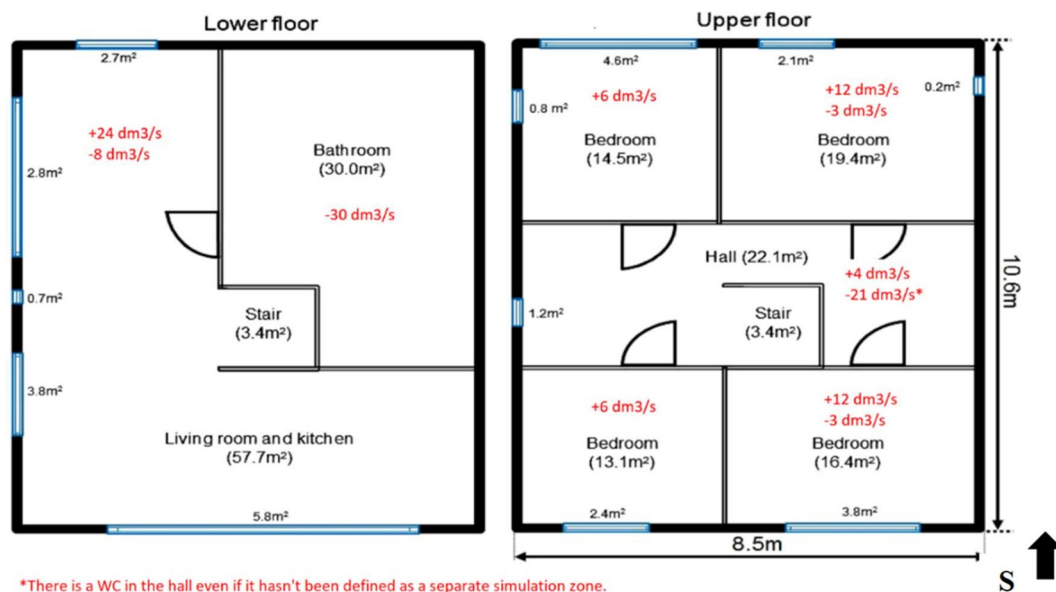 Lower floor
2.7m²
+24 dm3/s
-8 dm3/s
2.8m²
Bathroom
(30.0m²)
-30 dm3/s
0.7m²
Stair
(3.4m²)
3.8m²
Living room and kitchen
(57.7m²)
5.8m²
Upper floor
4.6m²
2.1m²
0.8 m²
+6 dm3/s
Bedroom
(14.5m²)
+12 dm3/s
-3 dm3/s
0.2m²
Bedroom
(19.4m²)
Hall (22.1m²)
+4 dm3/s
-21 dm3/s*
1.2m²
Stair
(3.4m²)
+6 dm3/s
Bedroom
(13.1m²)
+12 dm3/s
-3 dm3/s
Bedroom
(16.4m²)
2.4m²
3.8m²
10.6m
8.5m
S
*There is a WC in the hall even if it hasn't been defined as a separate simulation zone.